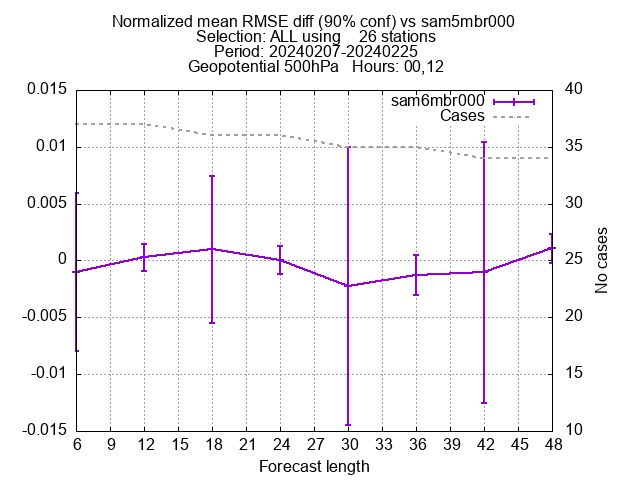 Normalized mean RMSE diff (90% conf) vs sam5mbr000
Selection: ALL using    26 stations
Period: 20240207-20240225
Geopotential 500hPa   Hours: 00,12
sam6mbr000
Cases
0.015
0.01
0.005
0
-0.005
-0.01
-0.015
40
35
30
25
20
15
10
No cases
6 9 12 15 18 21 24 27 30 33 36 39 42 45 48
Forecast length